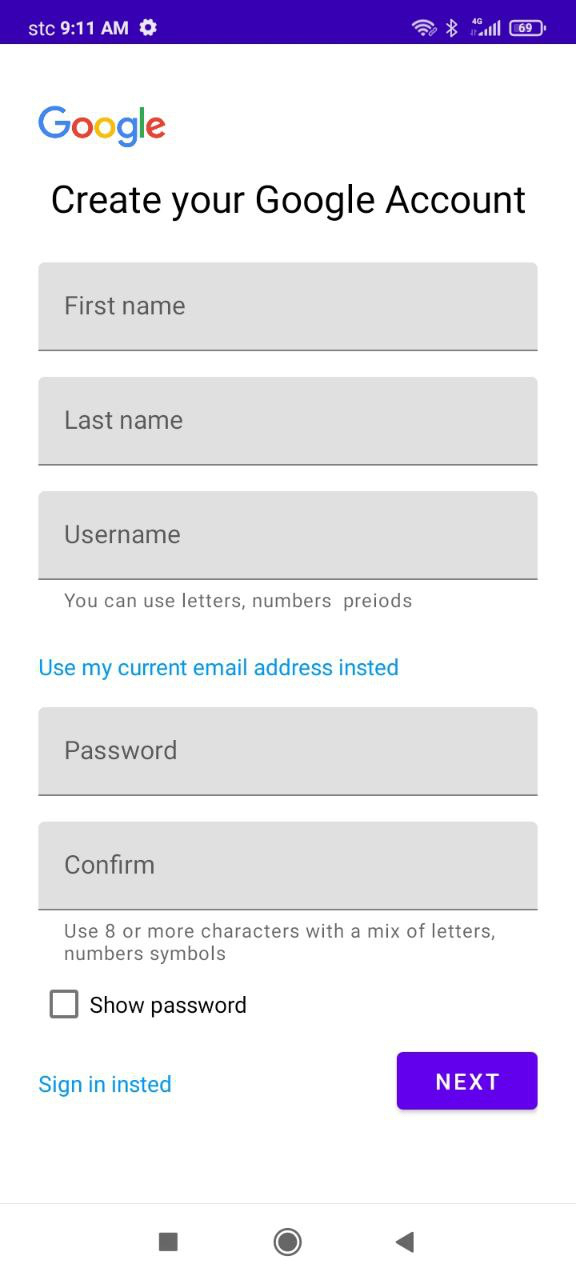 stc 9:11 AM 4G 69
Google
Create your Google Account
First name
Last name
Username
You can use letters, numbers  preiods
Use my current email address insted
Password
Confirm
Use 8 or more characters with a mix of letters,
numbers symbols
Show password
Sign in insted
NEXT